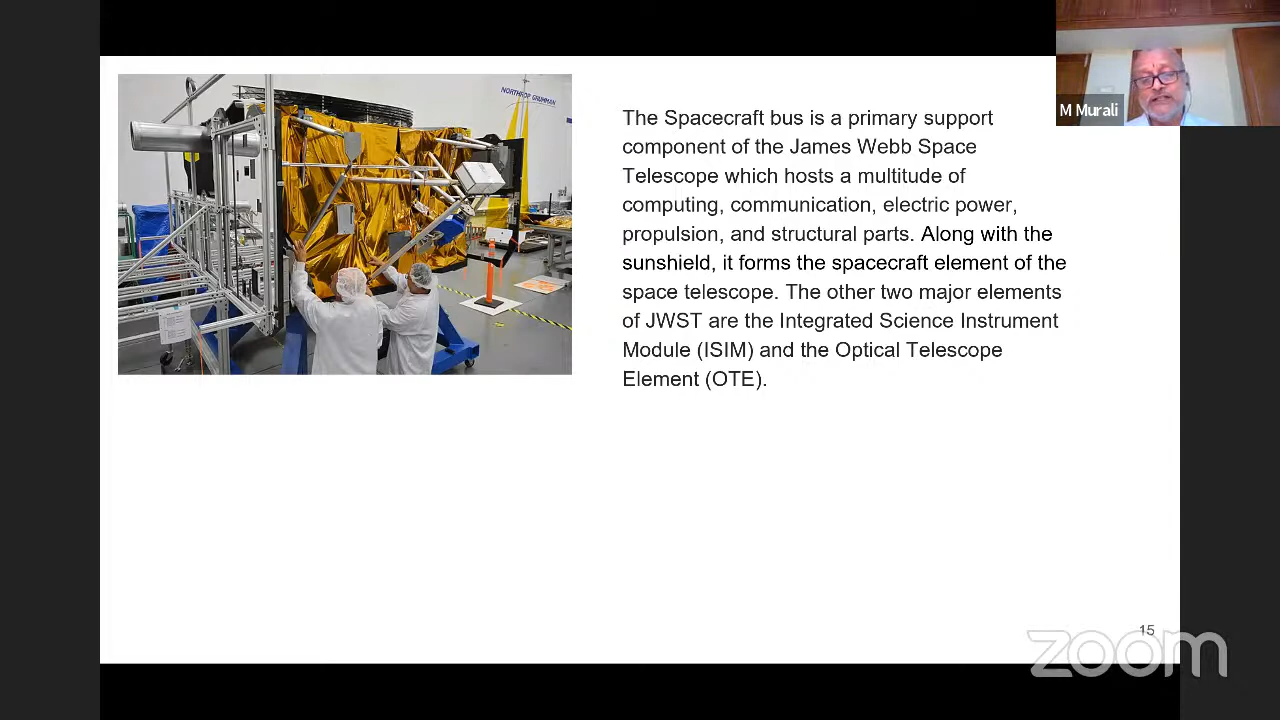 NORTHROP GRUMMAN
The Spacecraft bus is a primary support
component of the James Webb Space
Telescope which hosts a multitude of
computing, communication, electric power,
propulsion, and structural parts. Along with the
sunshield, it forms the spacecraft element of the
space telescope. The other two major elements
of JWST are the Integrated Science Instrument
Module (ISIM) and the Optical Telescope
Element (OTE).
M Murali
15
zoom